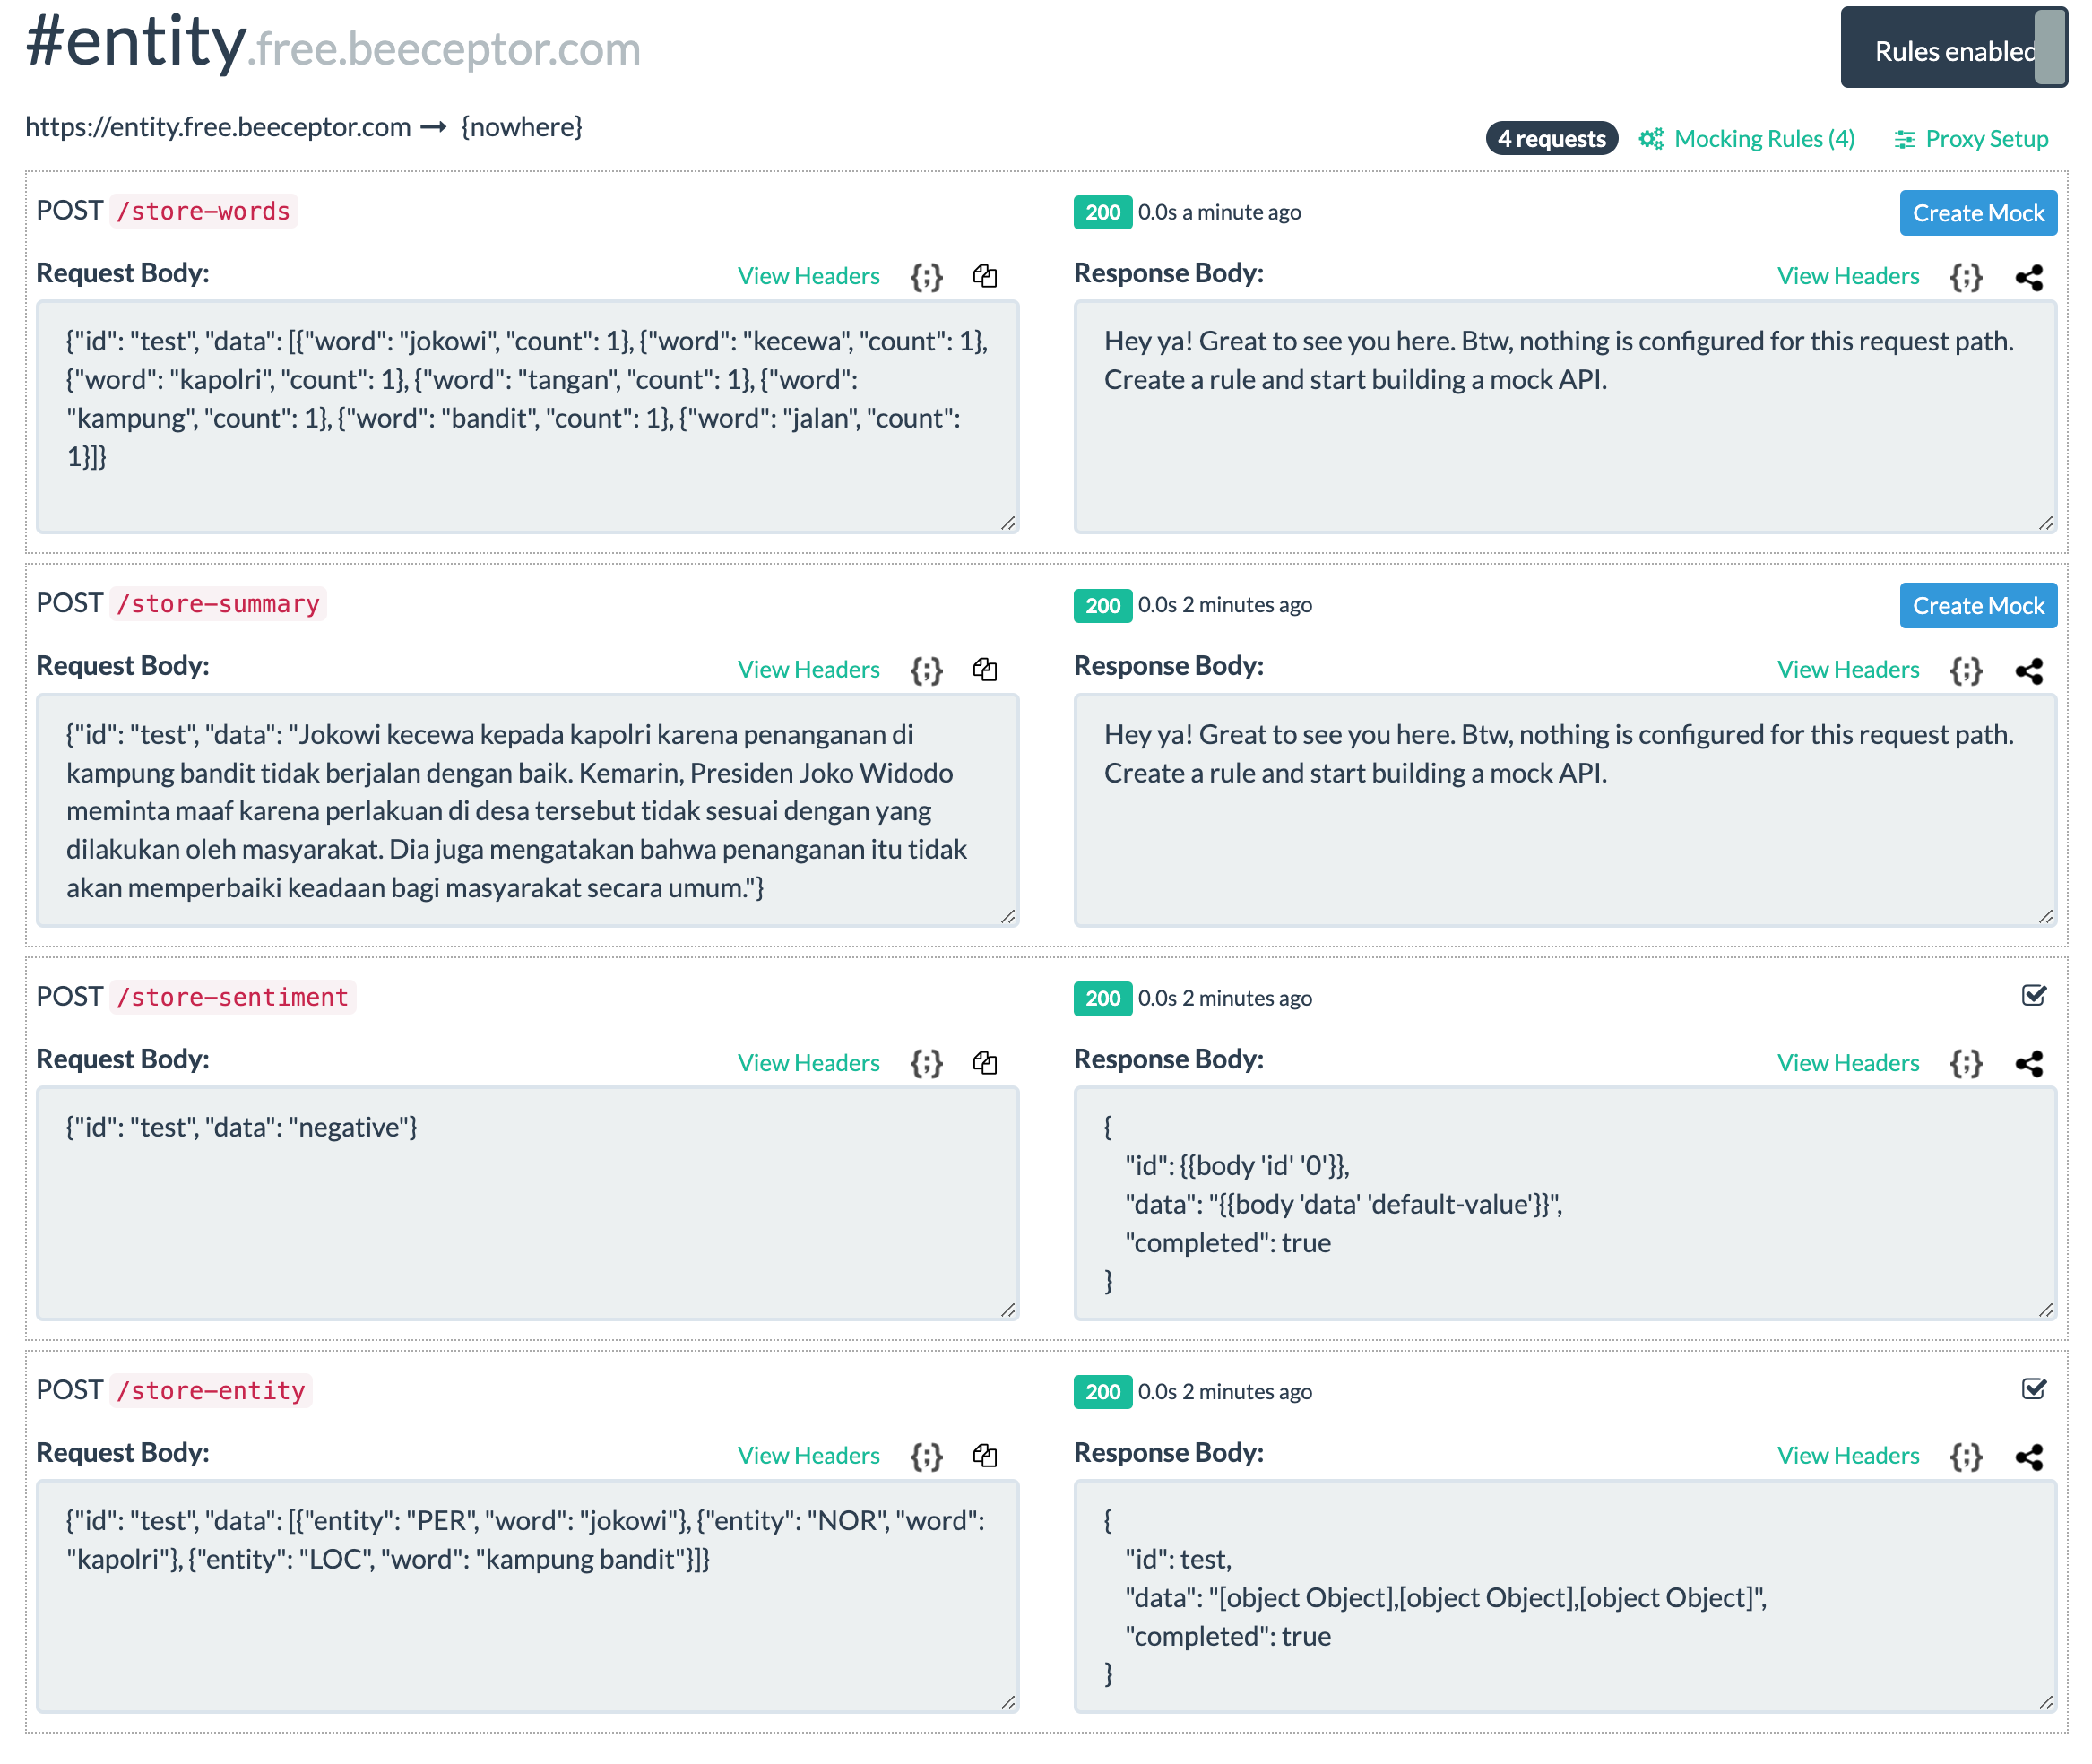 #entity.free.beeceptor.com
Rules enabled
https://entity.free.beeceptor.com → {nowhere}
4 requests Mocking Rules (4) Proxy Setup
POST /store-words
200 0.0s a minute ago
Create Mock
Request Body:
View Headers {;}
Response Body:
View Headers {;}
{"id": "test", "data": [{"word": "jokowi", "count": 1}, {"word": "kecewa", "count": 1},
{"word": "kapolri", "count": 1}, {"word": "tangan", "count": 1}, {"word":
"kampung", "count": 1}, {"word": "bandit", "count": 1}, {"word": "jalan", "count":
1}]}
Hey ya! Great to see you here. Btw, nothing is configured for this request path.
Create a rule and start building a mock API.
POST /store-summary
200 0.0s 2 minutes ago
Create Mock
Request Body:
View Headers {;}
Response Body:
View Headers {;}
{"id": "test", "data": "Jokowi kecewa kepada kapolri karena penanganan di
kampung bandit tidak berjalan dengan baik. Kemarin, Presiden Joko Widodo
meminta maaf karena perlakuan di desa tersebut tidak sesuai dengan yang
dilakukan oleh masyarakat. Dia juga mengatakan bahwa penanganan itu tidak
akan memperbaiki keadaan bagi masyarakat secara umum."}
Hey ya! Great to see you here. Btw, nothing is configured for this request path.
Create a rule and start building a mock API.
POST /store-sentiment
200 0.0s 2 minutes ago
Request Body:
View Headers {;}
Response Body:
View Headers {;}
{"id": "test", "data": "negative"}
{
"id": {{body 'id' '0'}},
"data": "{{body 'data' 'default-value'}}",
"completed": true
}
POST /store-entity
200 0.0s 2 minutes ago
Request Body:
View Headers {;}
Response Body:
View Headers {;}
{"id": "test", "data": [{"entity": "PER", "word": "jokowi"}, {"entity": "NOR", "word":
"kapolri"}, {"entity": "LOC", "word": "kampung bandit"}]}
{
"id": test,
"data": "[object Object],[object Object],[object Object]",
"completed": true
}